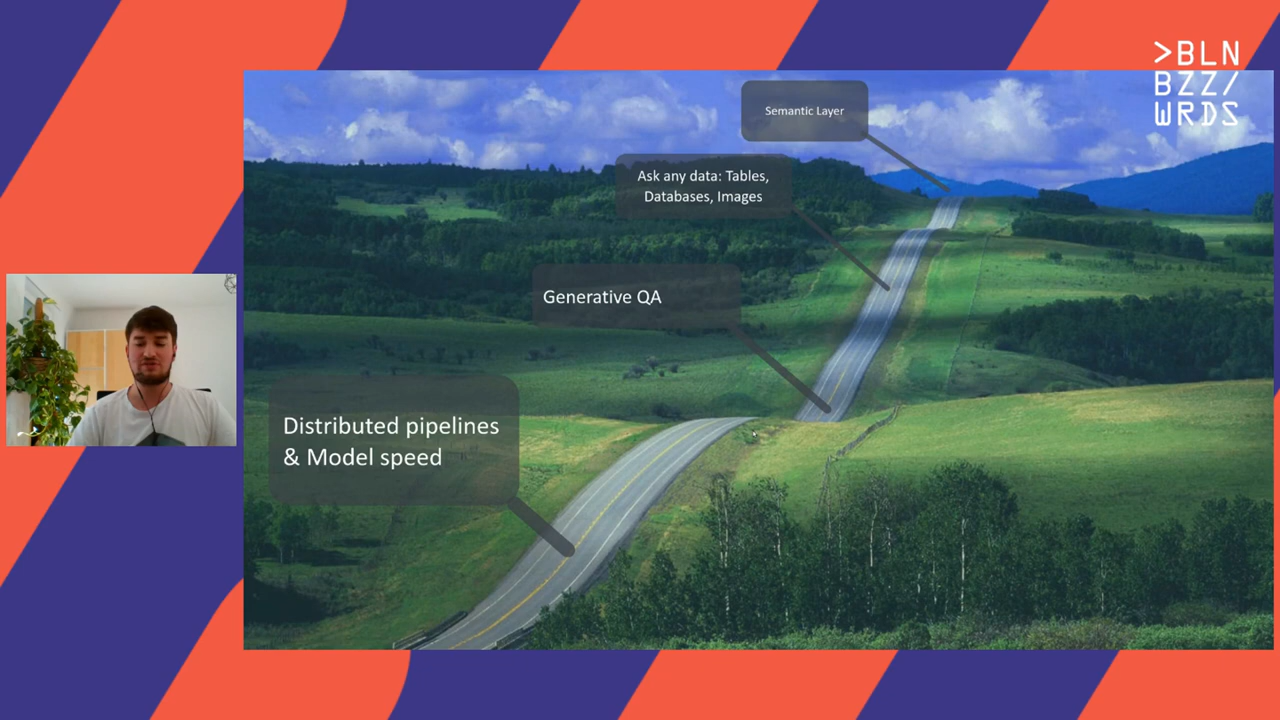 >BLN
BZZ/
WRDS
Semantic Layer
Ask any data: Tables,
Databases, Images
Generative QA
Distributed pipelines
& Model speed